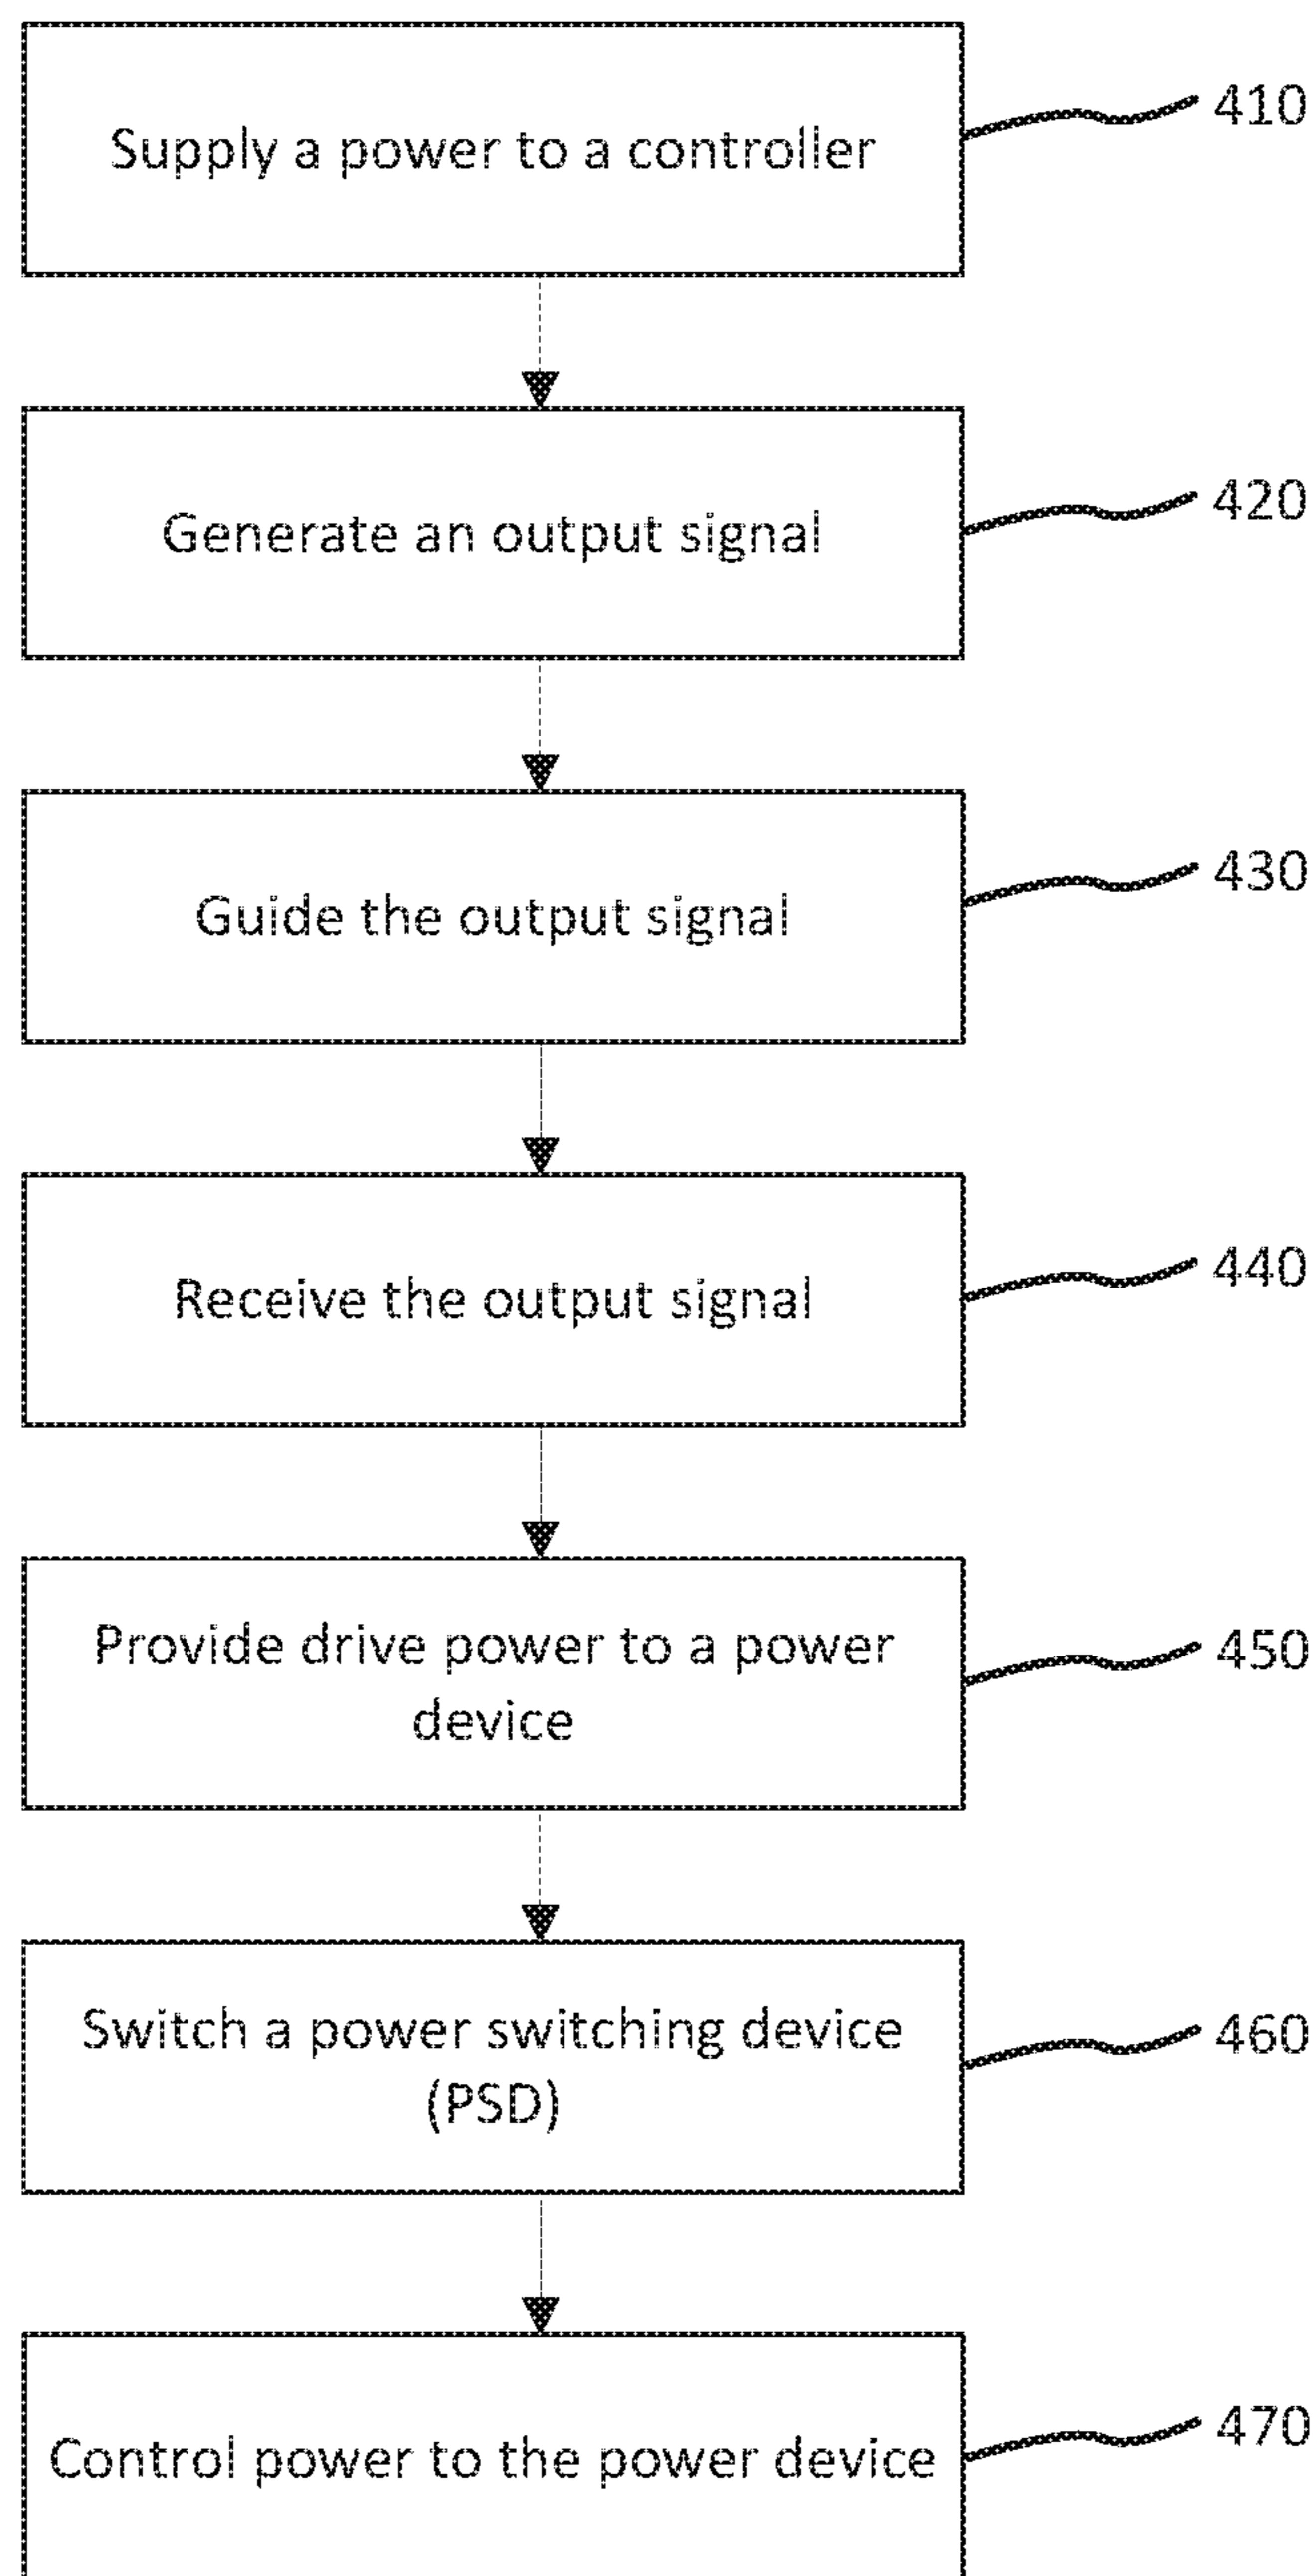 Supply a power to a controller
410
Generate an output signal
420
Guide the output signal
430
Receive the output signal
440
Provide drive power to a power
device
450
Switch a power switching device
(PSD)
460
Control power to the power device
470